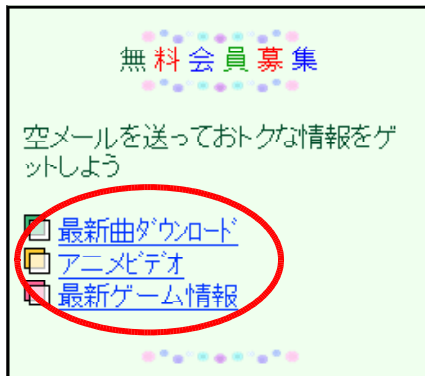 無料会員募集
空メールを送っておトクな情報をゲ
ットしよう
最新曲ダウンロード
アニメビデオ
最新ゲーム情報